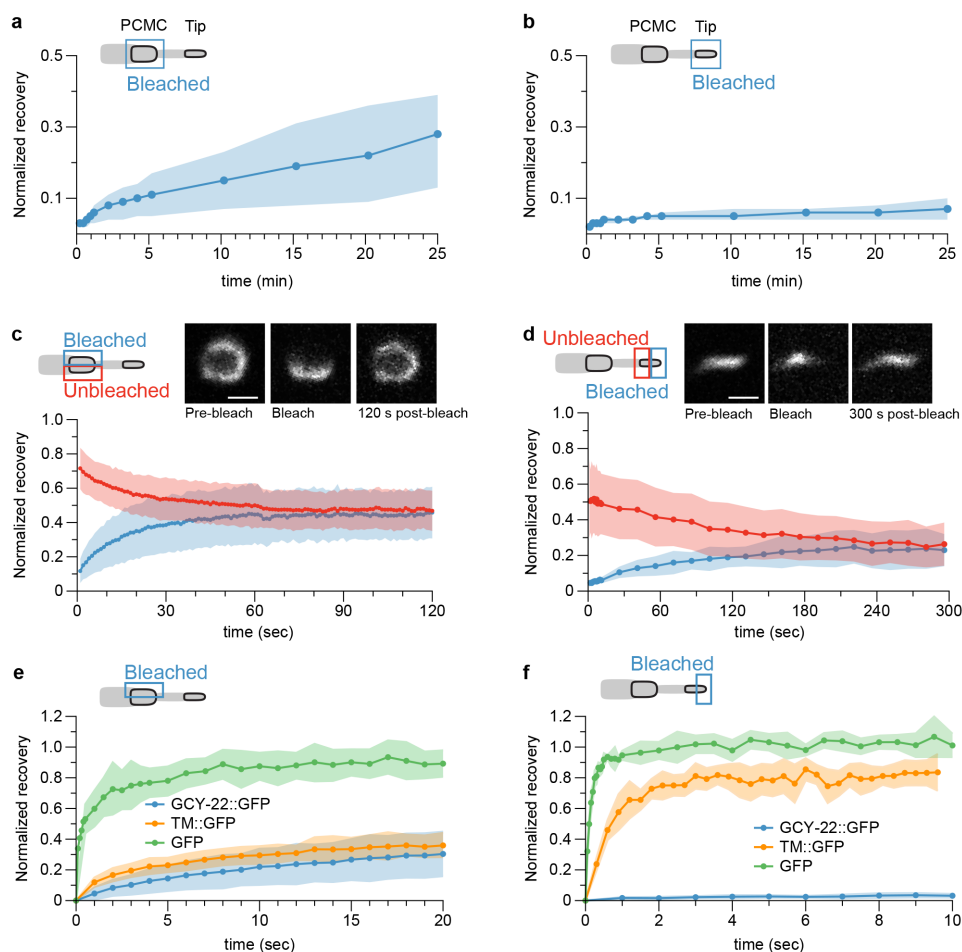 a
PCMC Tip
Bleached
Normalized recovery
0.5
0.3
0.1
0 5 10 15 20 25
time (min)
b
PCMC Tip
Bleached
Normalized recovery
0.5
0.3
0.1
0 5 10 15 20 25
time (min)
c
Bleached
Unbleached
Pre-bleach Bleach 120 s post-bleach
Normalized recovery
1.0
0.8
0.6
0.4
0.2
0
0 30 60 90 120
time (sec)
d
Unbleached
Bleached
Pre-bleach Bleach 300 s post-bleach
Normalized recovery
1.0
0.8
0.6
0.4
0.2
0
0 60 120 180 240 300
time (sec)
e
Bleached
Normalized recovery
1.2
1.0
0.8
0.6
0.4
0.2
0
GCY-22::GFP
TM::GFP
GFP
0 5 10 15 20
time (sec)
f
Bleached
Normalized recovery
1.2
1.0
0.8
0.6
0.4
0.2
0
GCY-22::GFP
TM::GFP
GFP
0 2 4 6 8 10
time (sec)